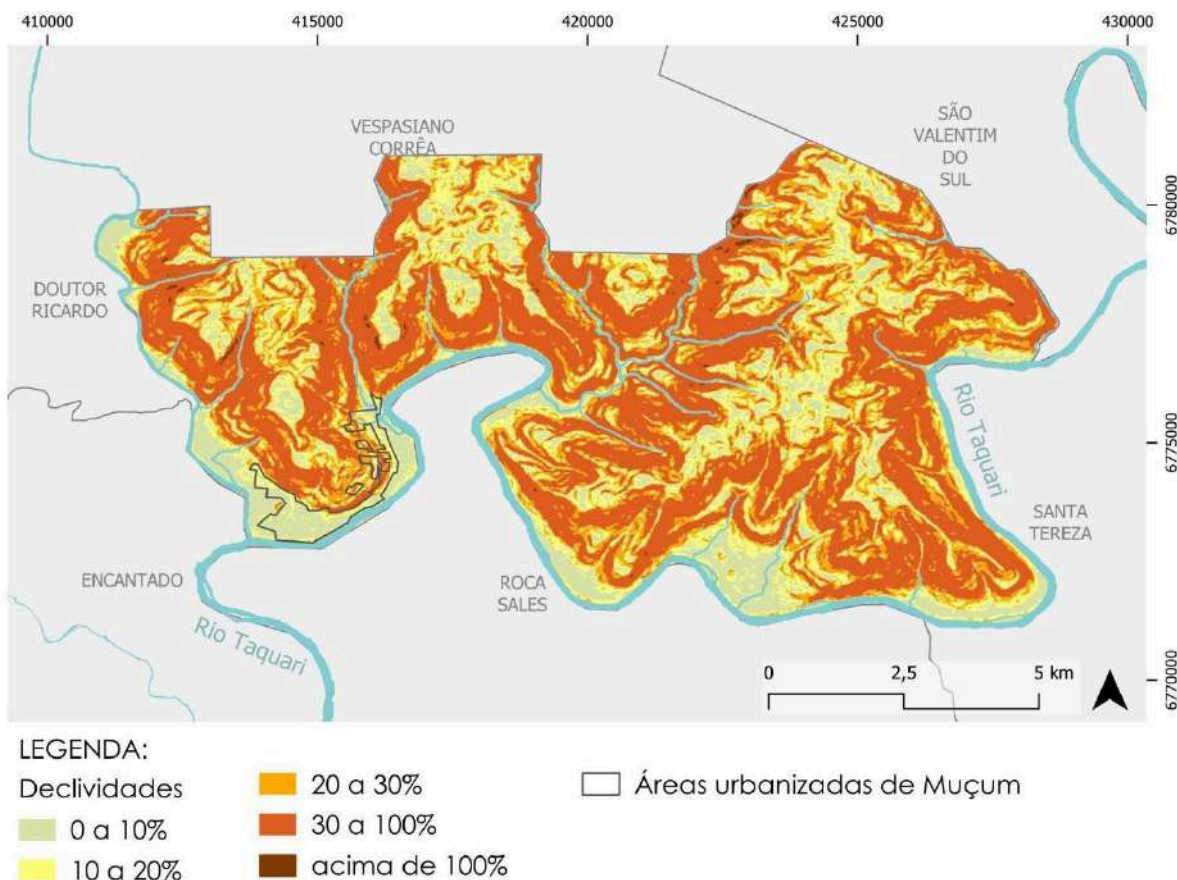 410000
415000
420000
425000
430000
VESPASIANO
CORRÊA
SÃO
VALENTIM
DO
SUL
6780000
DOUTOR
RICARDO
Rio Taquari
6775000
SANTA
TEREZA
ENCANTADO
ROCA
SALES
Rio Taquari
0
2,5
5 km
6770000
LEGENDA:
Declividades
0 a 10%
10 a 20%
20 a 30%
30 a 100%
acima de 100%
Áreas urbanizadas de Muçum